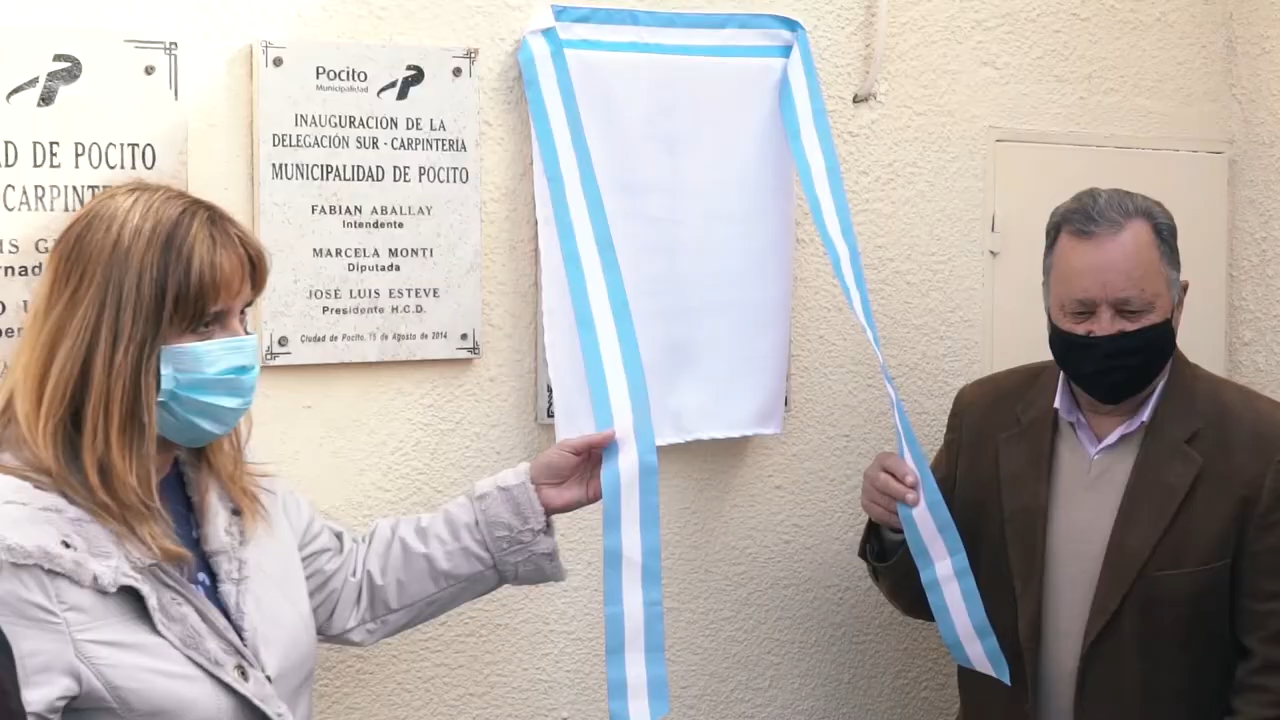 D DE POCITO
CARPINTE
Pocito
Municipalidad
INAUGURACIÓN DE LA
DELEGACIÓN SUR - CARPINTERÍA
MUNICIPALIDAD DE POCITO
FABIAN ABALLAY
Intendente
MARCELA MONTI
Diputada
JOSÉ LUIS ESTEVE
Presidente H.C.D.
Ciudad de Pocito, 15 de Agosto de 2014